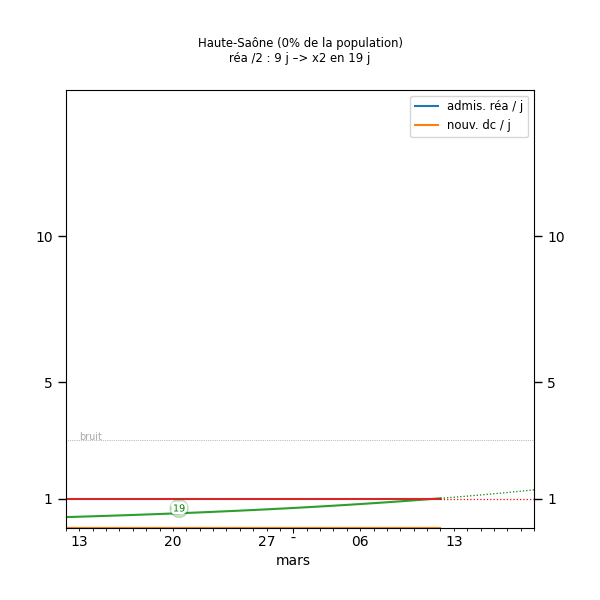 Haute-Saône (0% de la population)
réa /2 : 9 j –> x2 en 19 j
admis. réa / j
nouv. dc / j
10 10
5 5
bruit
1 1
19
13 20 27 - 06 13
mars